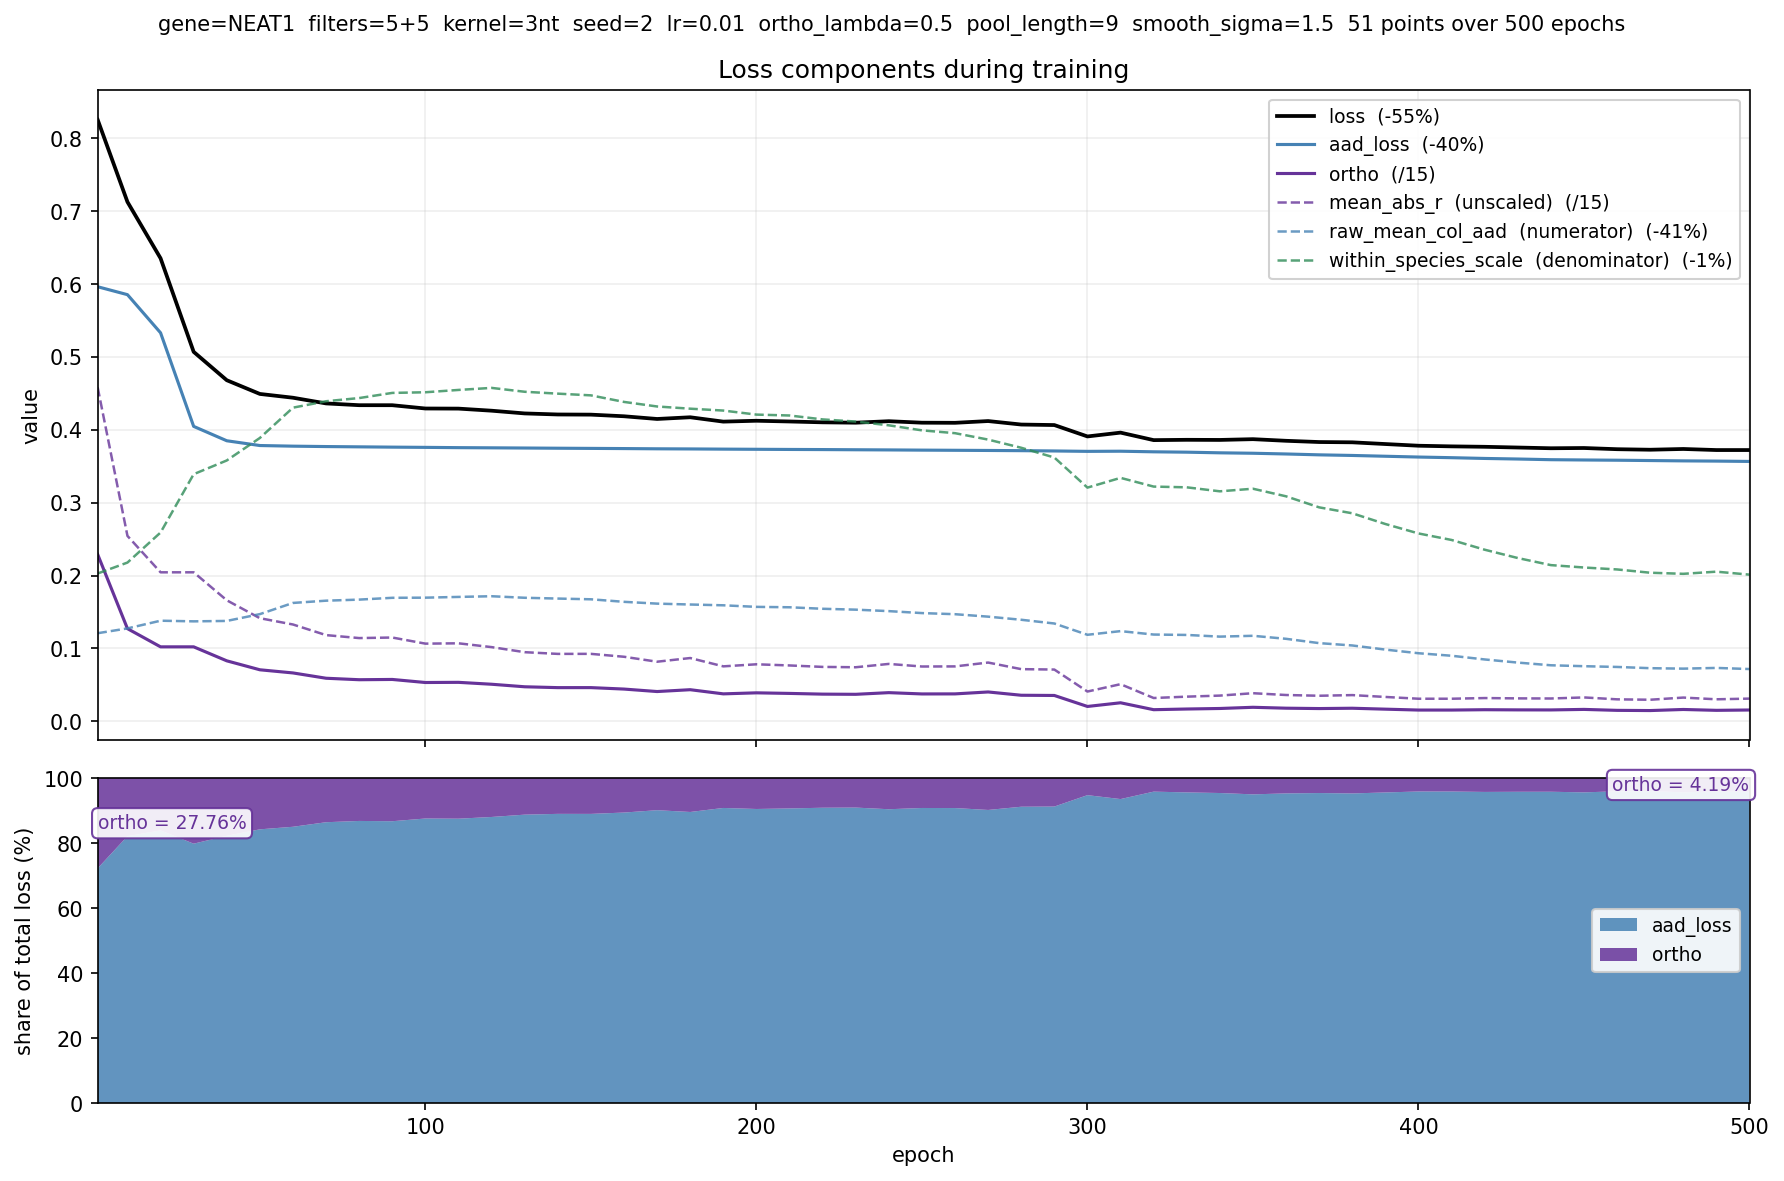 gene=NEAT1  filters=5+5  kernel=3nt  seed=2  lr=0.01  ortho_lambda=0.5  pool_length=9  smooth_sigma=1.5  51 points over 500 epochs
Loss components during training
loss  (-55%)
aad_loss  (-40%)
ortho  (/15)
mean_abs_r  (unscaled)  (/15)
raw_mean_col_aad  (numerator)  (-41%)
within_species_scale  (denominator)  (-1%)
value
0.8
0.7
0.6
0.5
0.4
0.3
0.2
0.1
0.0
share of total loss (%)
100
80
60
40
20
0
ortho = 27.76%
ortho = 4.19%
aad_loss
ortho
100
200
300
400
500
epoch